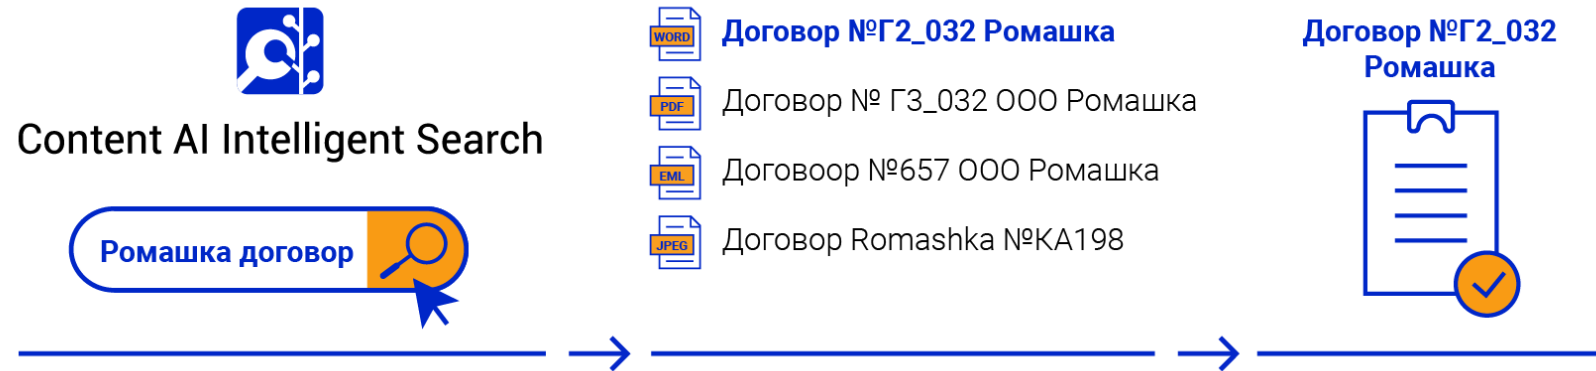 Content AI Intelligent Search
Ромашка договор
WORD
Договор №Г2_032 Ромашка
PDF
Договор № Г3_032 ООО Ромашка
EML
Договоор №657 ООО Ромашка
JPEG
Договор Romashka №КА198
Договор №Г2_032
Ромашка